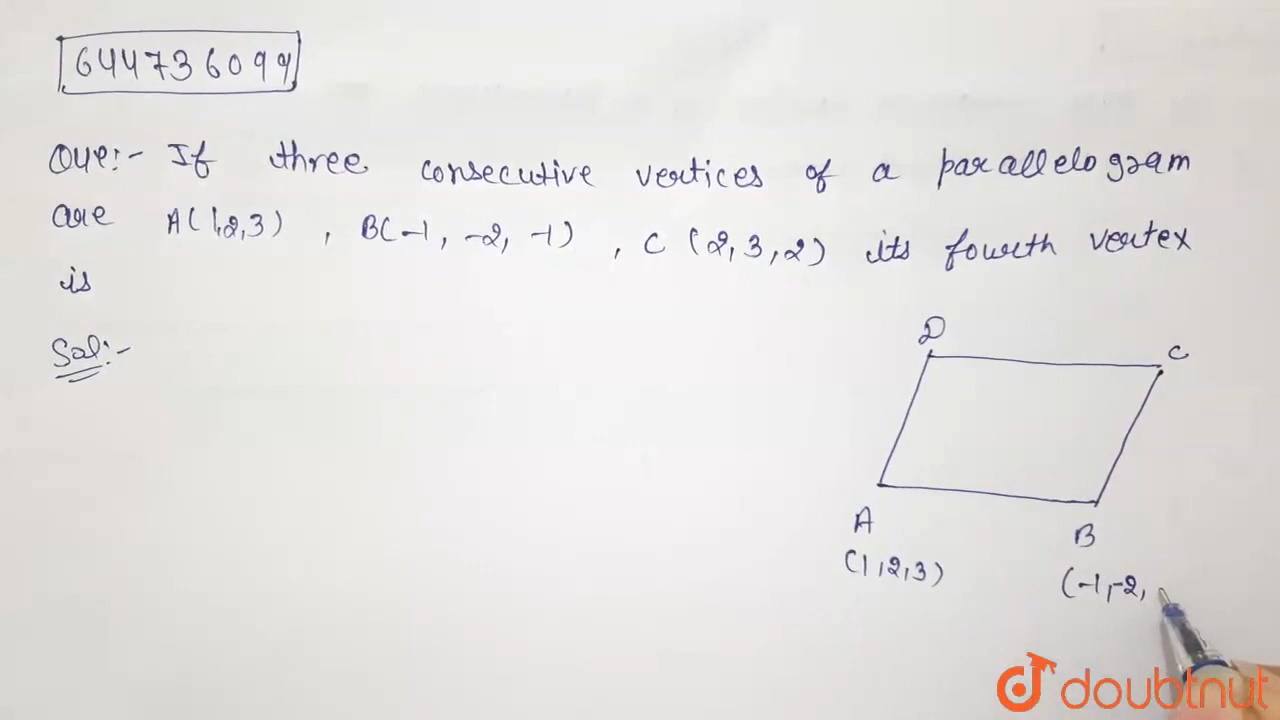 644736099
Que:- If three consecutive vertices of a parallelogram
are A(1,2,3) , B(-1, -2, -1) , C (2,3,2) its fourth vertex
is
Sol:-
D
C
A
B
(1,2,3)
(-1,-2,
doubtnut